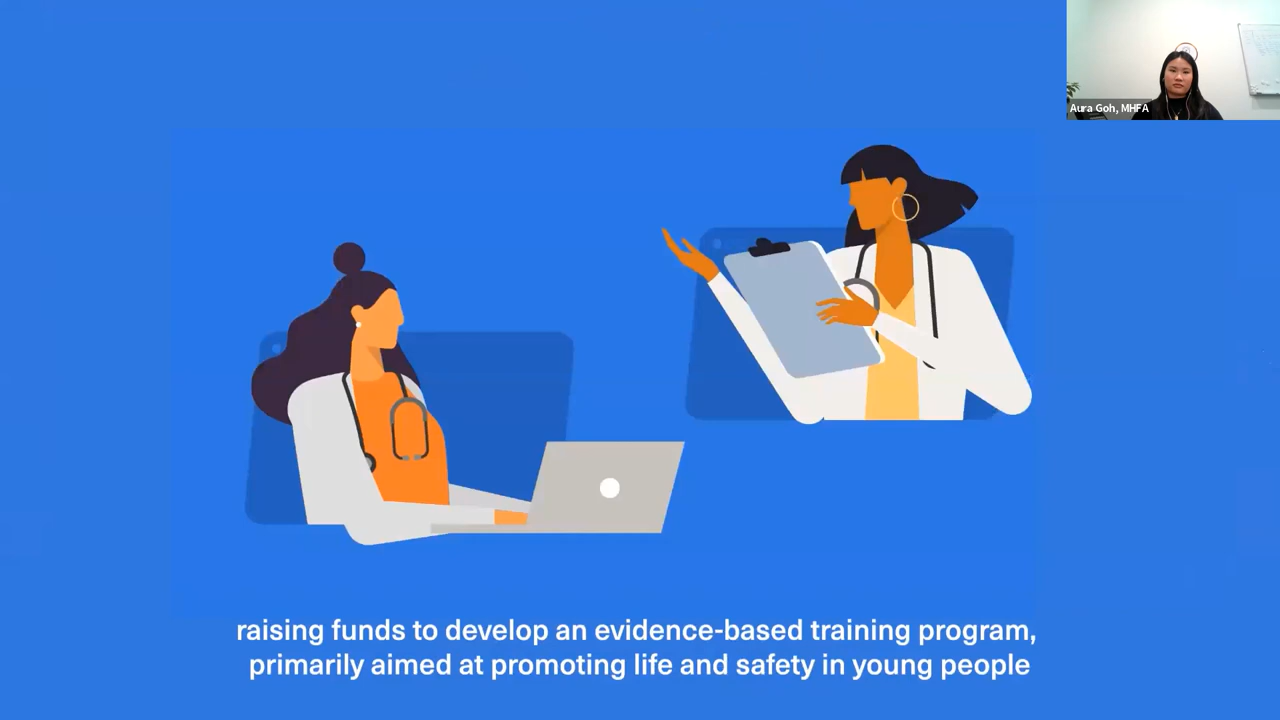 Aura Goh, MHFA
raising funds to develop an evidence-based training program,
primarily aimed at promoting life and safety in young people